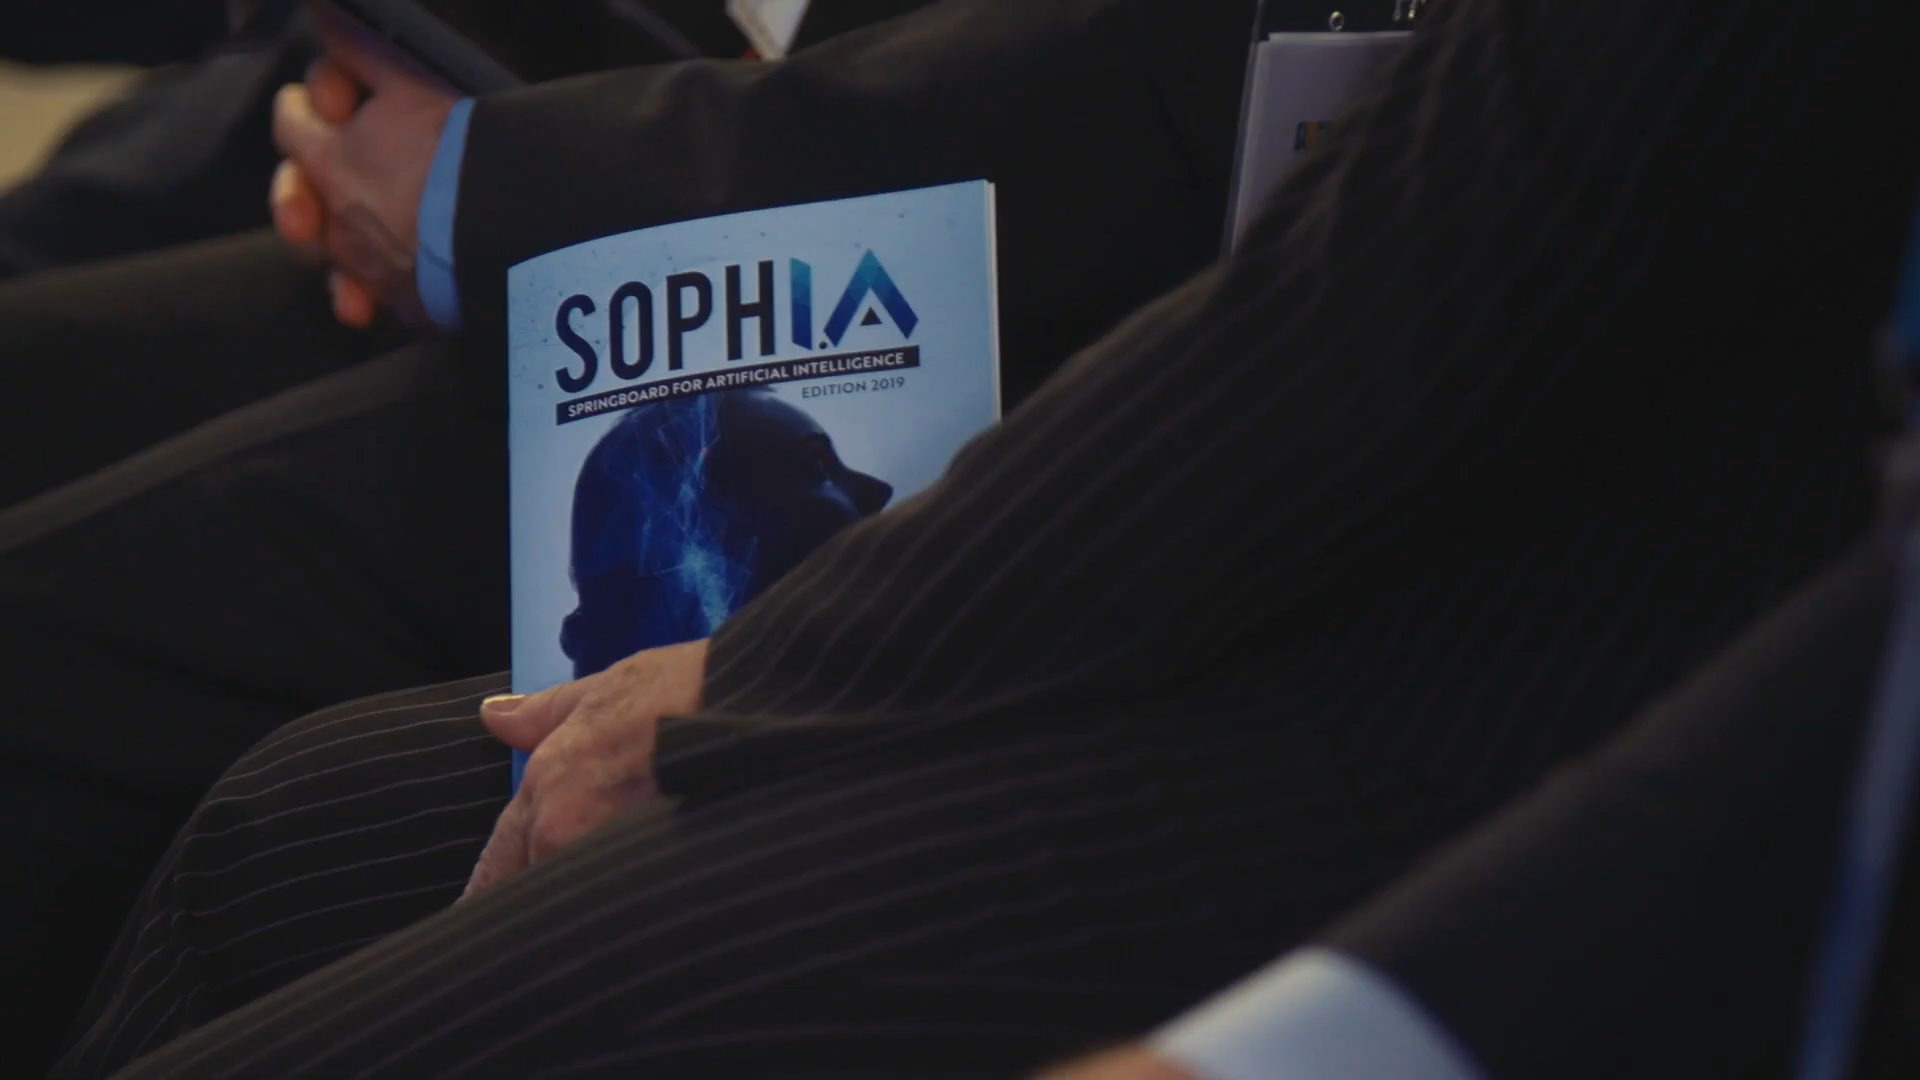 SOPHI.A
SPRINGBOARD FOR ARTIFICIAL INTELLIGENCE
EDITION 2019